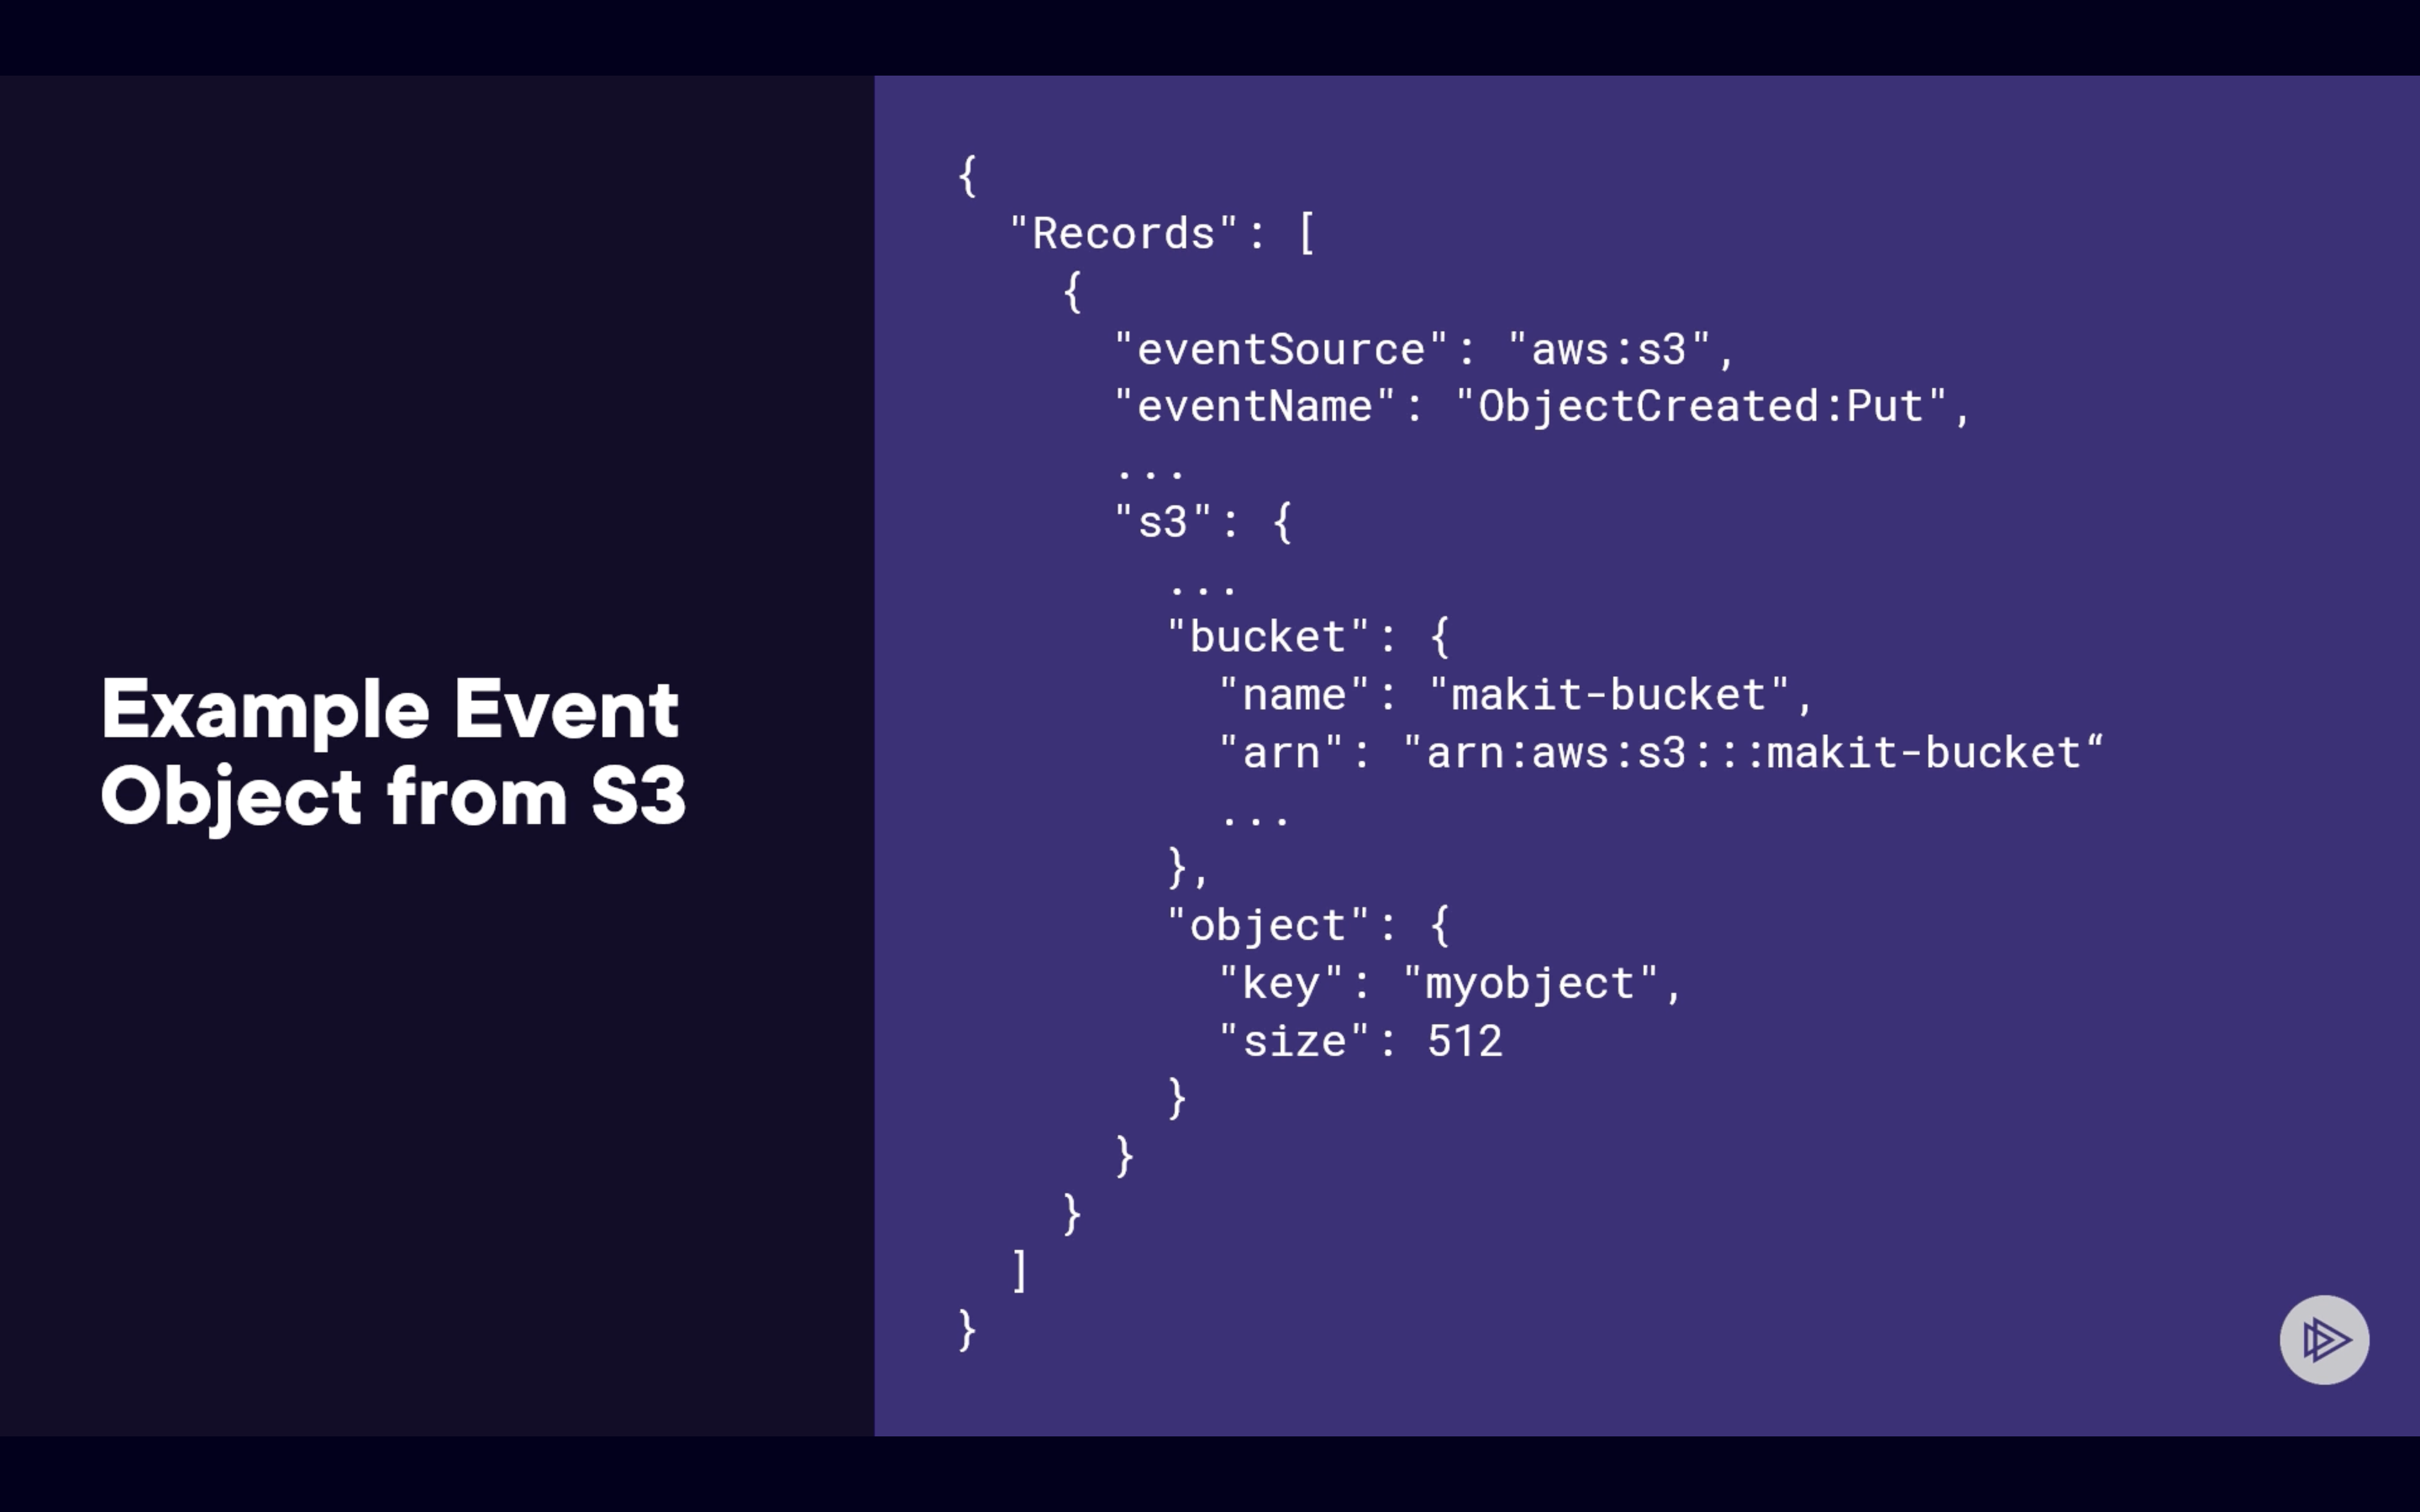 Example Event
Object from S3
{
  "Records": [
    {
      "eventSource": "aws:s3",
      "eventName": "ObjectCreated:Put",
      ...
      "s3": {
        ...
        "bucket": {
          "name": "makit-bucket",
          "arn": "arn:aws:s3:::makit-bucket“
          ...
        },
        "object": {
          "key": "myobject",
          "size": 512
        }
      }
    }
  ]
}